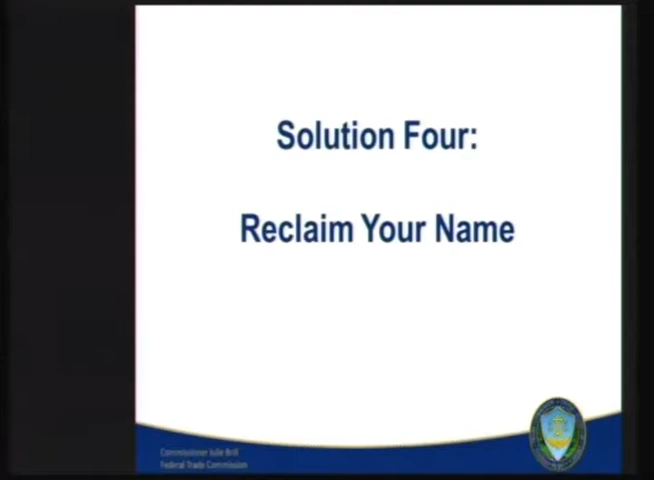 Solution Four:
Reclaim Your Name
Commissioner Julie Brill
Federal Trade Commission